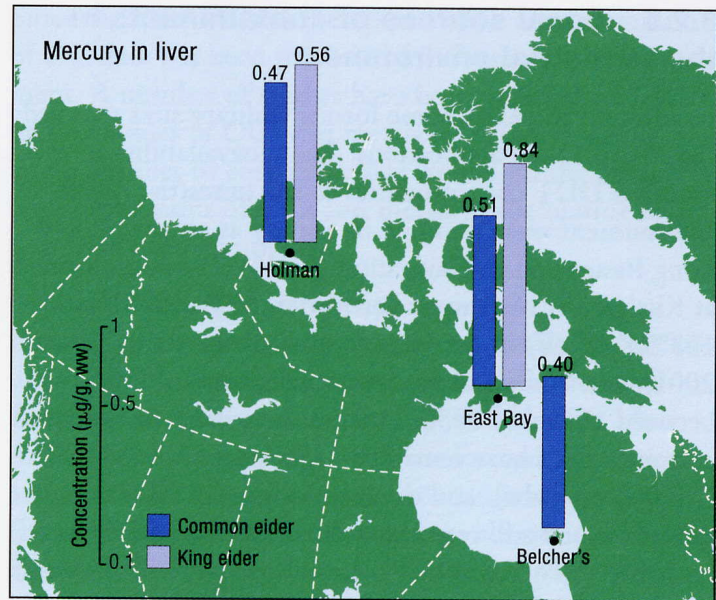 Mercury in liver
0.47
0.56
0.84
0.51
Holman
0.40
East Bay
Belcher's
1
0.5
0.1
Concentration (µg/g, ww)
Common eider
King eider